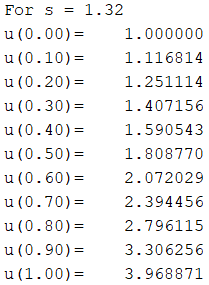 For s = 1.32
u(0.00)= 1.000000
u(0.10)= 1.116814
u(0.20)= 1.251114
u(0.30)= 1.407156
u(0.40)= 1.590543
u(0.50)= 1.808770
u(0.60)= 2.072029
u(0.70)= 2.394456
u(0.80)= 2.796115
u(0.90)= 3.306256
u(1.00)= 3.968871